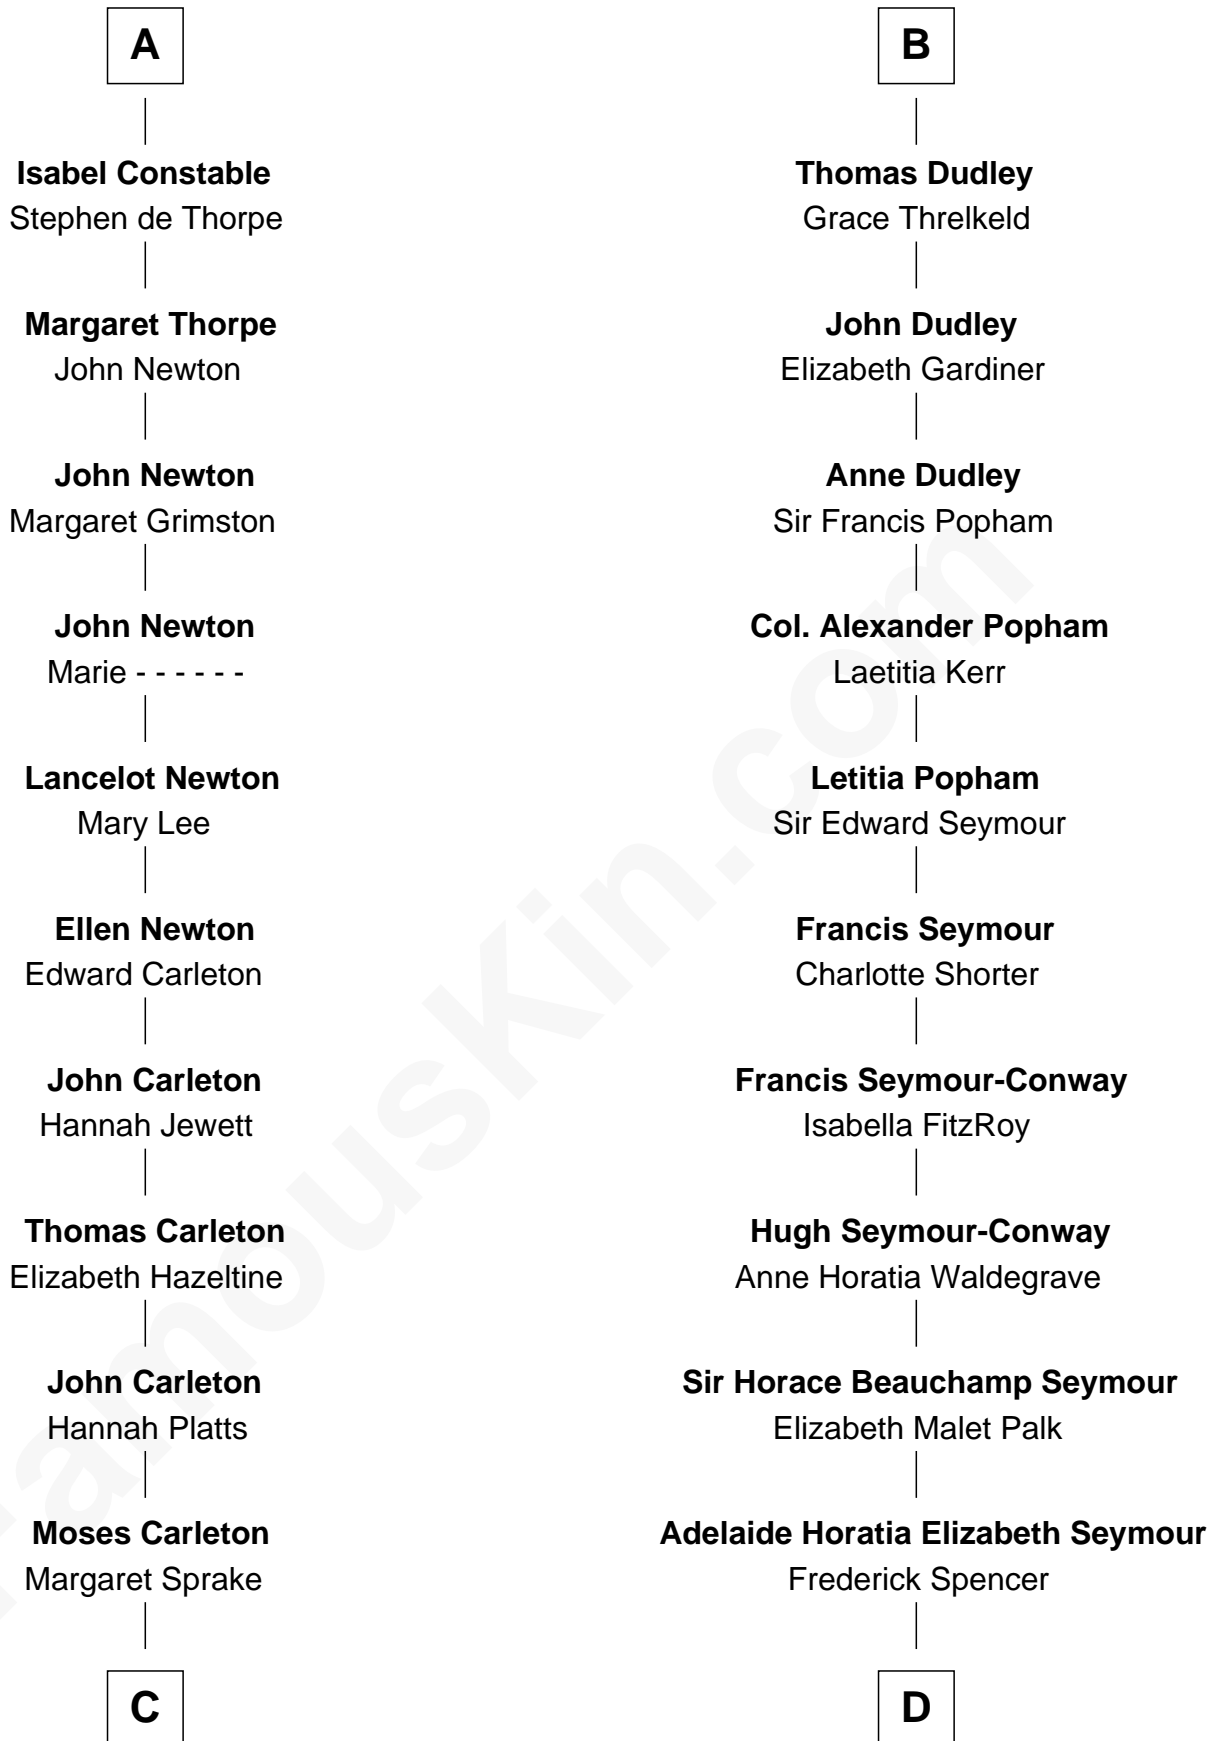 A
Isabel Constable
Stephen de Thorpe
Margaret Thorpe
John Newton
John Newton
Margaret Grimston
John Newton
Marie - - - - - -
Lancelot Newton
Mary Lee
Ellen Newton
Edward Carleton
John Carleton
Hannah Jewett
Thomas Carleton
Elizabeth Hazeltine
John Carleton
Hannah Platts
Moses Carleton
Margaret Sprake
C
B
Thomas Dudley
Grace Threlkeld
John Dudley
Elizabeth Gardiner
Anne Dudley
Sir Francis Popham
Col. Alexander Popham
Laetitia Kerr
Letitia Popham
Sir Edward Seymour
Francis Seymour
Charlotte Shorter
Francis Seymour-Conway
Isabella FitzRoy
Hugh Seymour-Conway
Anne Horatia Waldegrave
Sir Horace Beauchamp Seymour
Elizabeth Malet Palk
Adelaide Horatia Elizabeth Seymour
Frederick Spencer
D
FamousKin.com